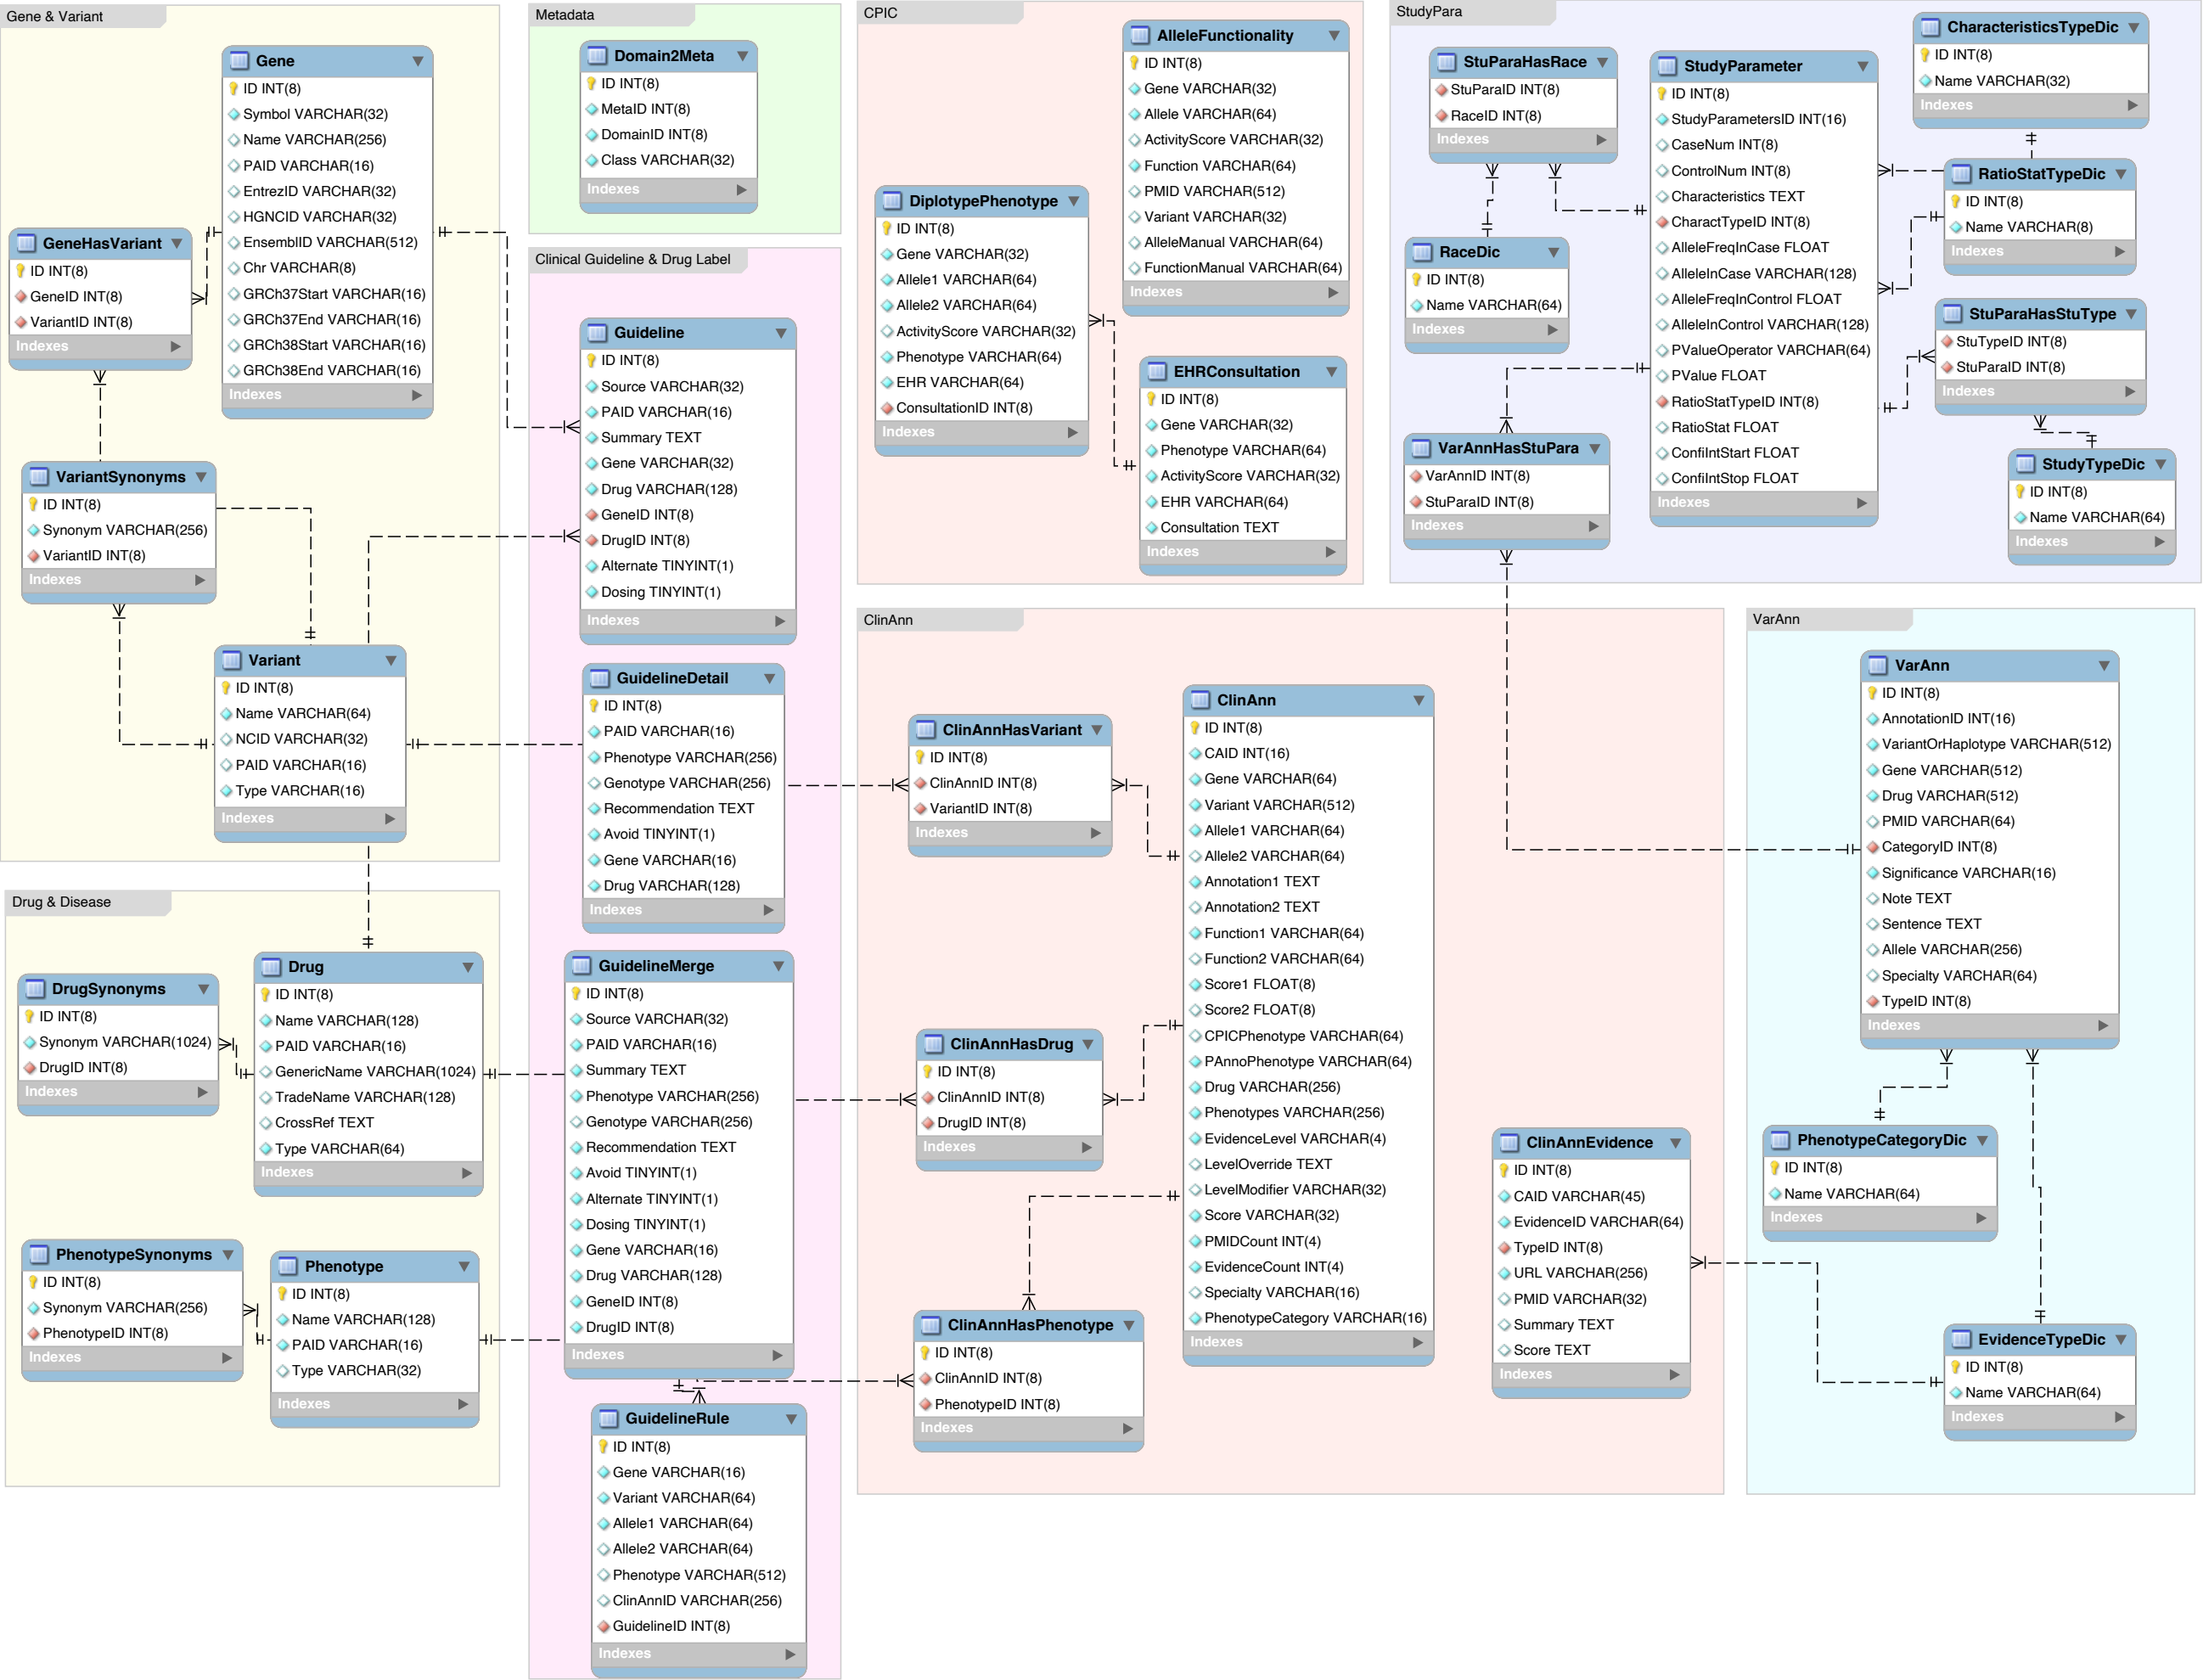 Gene & Variant
Gene
ID INT(8)
Symbol VARCHAR(32)
Name VARCHAR(256)
PAID VARCHAR(16)
EntrezID VARCHAR(32)
HGNCID VARCHAR(32)
EnsemblID VARCHAR(512)
Chr VARCHAR(8)
GRCh37Start VARCHAR(16)
GRCh37End VARCHAR(16)
GRCh38Start VARCHAR(16)
GRCh38End VARCHAR(16)
Indexes
GeneHasVariant
ID INT(8)
GeneID INT(8)
VariantID INT(8)
Indexes
VariantSynonyms
ID INT(8)
Synonym VARCHAR(256)
VariantID INT(8)
Indexes
Variant
ID INT(8)
Name VARCHAR(64)
NCID VARCHAR(32)
PAID VARCHAR(16)
Type VARCHAR(16)
Indexes
Drug & Disease
Drug
ID INT(8)
Name VARCHAR(128)
PAID VARCHAR(16)
GenericName VARCHAR(1024)
TradeName VARCHAR(128)
CrossRef TEXT
Type VARCHAR(64)
Indexes
DrugSynonyms
ID INT(8)
Synonym VARCHAR(1024)
DrugID INT(8)
Indexes
PhenotypeSynonyms
ID INT(8)
Synonym VARCHAR(256)
PhenotypeID INT(8)
Indexes
Phenotype
ID INT(8)
Name VARCHAR(128)
PAID VARCHAR(16)
Type VARCHAR(32)
Indexes
Metadata
Domain2Meta
ID INT(8)
MetaID INT(8)
DomainID INT(8)
Class VARCHAR(32)
Indexes
Clinical Guideline & Drug Label
Guideline
ID INT(8)
Source VARCHAR(32)
PAID VARCHAR(16)
Summary TEXT
Gene VARCHAR(32)
Drug VARCHAR(128)
GeneID INT(8)
DrugID INT(8)
Alternate TINYINT(1)
Dosing TINYINT(1)
Indexes
GuidelineDetail
ID INT(8)
PAID VARCHAR(16)
Phenotype VARCHAR(256)
Genotype VARCHAR(256)
Recommendation TEXT
Avoid TINYINT(1)
Gene VARCHAR(16)
Drug VARCHAR(128)
Indexes
GuidelineMerge
ID INT(8)
Source VARCHAR(32)
PAID VARCHAR(16)
Summary TEXT
Phenotype VARCHAR(256)
Genotype VARCHAR(256)
Recommendation TEXT
Avoid TINYINT(1)
Alternate TINYINT(1)
Dosing TINYINT(1)
Gene VARCHAR(16)
Drug VARCHAR(128)
GeneID INT(8)
DrugID INT(8)
Indexes
GuidelineRule
ID INT(8)
Gene VARCHAR(16)
Variant VARCHAR(64)
Allele1 VARCHAR(64)
Allele2 VARCHAR(64)
Phenotype VARCHAR(512)
ClinAnnID VARCHAR(256)
GuidelineID INT(8)
Indexes
CPIC
AlleleFunctionality
ID INT(8)
Gene VARCHAR(32)
Allele VARCHAR(64)
ActivityScore VARCHAR(32)
Function VARCHAR(64)
PMID VARCHAR(512)
Variant VARCHAR(32)
AlleleManual VARCHAR(64)
FunctionManual VARCHAR(64)
Indexes
DiplotypePhenotype
ID INT(8)
Gene VARCHAR(32)
Allele1 VARCHAR(64)
Allele2 VARCHAR(64)
ActivityScore VARCHAR(32)
Phenotype VARCHAR(64)
EHR VARCHAR(64)
ConsultationID INT(8)
Indexes
EHRConsultation
ID INT(8)
Gene VARCHAR(32)
Phenotype VARCHAR(64)
ActivityScore VARCHAR(32)
EHR VARCHAR(64)
Consultation TEXT
Indexes
StudyPara
StuParaHasRace
StuParaID INT(8)
RaceID INT(8)
Indexes
RaceDic
ID INT(8)
Name VARCHAR(64)
Indexes
VarAnnHasStuPara
VarAnnID INT(8)
StuParaID INT(8)
Indexes
StudyParameter
ID INT(8)
StudyParametersID INT(16)
CaseNum INT(8)
ControlNum INT(8)
Characteristics TEXT
CharactTypeID INT(8)
AlleleFreqInCase FLOAT
AlleleInCase VARCHAR(128)
AlleleFreqInControl FLOAT
AlleleInControl VARCHAR(128)
PValueOperator VARCHAR(64)
PValue FLOAT
RatioStatTypeID INT(8)
RatioStat FLOAT
ConfiIntStart FLOAT
ConfiIntStop FLOAT
Indexes
CharacteristicsTypeDic
ID INT(8)
Name VARCHAR(32)
Indexes
RatioStatTypeDic
ID INT(8)
Name VARCHAR(8)
Indexes
StuParaHasStuType
StuTypeID INT(8)
StuParaID INT(8)
Indexes
StudyTypeDic
ID INT(8)
Name VARCHAR(64)
Indexes
ClinAnn
ClinAnnHasVariant
ID INT(8)
ClinAnnID INT(8)
VariantID INT(8)
Indexes
ClinAnnHasDrug
ID INT(8)
ClinAnnID INT(8)
DrugID INT(8)
Indexes
ClinAnnHasPhenotype
ID INT(8)
ClinAnnID INT(8)
PhenotypeID INT(8)
Indexes
ClinAnn
ID INT(8)
CAID INT(16)
Gene VARCHAR(64)
Variant VARCHAR(512)
Allele1 VARCHAR(64)
Allele2 VARCHAR(64)
Annotation1 TEXT
Annotation2 TEXT
Function1 VARCHAR(64)
Function2 VARCHAR(64)
Score1 FLOAT(8)
Score2 FLOAT(8)
CPICPhenotype VARCHAR(64)
PAnnoPhenotype VARCHAR(64)
Drug VARCHAR(256)
Phenotypes VARCHAR(256)
EvidenceLevel VARCHAR(4)
LevelOverride TEXT
LevelModifier VARCHAR(32)
Score VARCHAR(32)
PMIDCount INT(4)
EvidenceCount INT(4)
Specialty VARCHAR(16)
PhenotypeCategory VARCHAR(16)
Indexes
ClinAnnEvidence
ID INT(8)
CAID VARCHAR(45)
EvidenceID VARCHAR(64)
TypeID INT(8)
URL VARCHAR(256)
PMID VARCHAR(32)
Summary TEXT
Score TEXT
Indexes
VarAnn
VarAnn
ID INT(8)
AnnotationID INT(16)
VariantOrHaplotype VARCHAR(512)
Gene VARCHAR(512)
Drug VARCHAR(512)
PMID VARCHAR(64)
CategoryID INT(8)
Significance VARCHAR(16)
Note TEXT
Sentence TEXT
Allele VARCHAR(256)
Specialty VARCHAR(64)
TypeID INT(8)
Indexes
PhenotypeCategoryDic
ID INT(8)
Name VARCHAR(64)
Indexes
EvidenceTypeDic
ID INT(8)
Name VARCHAR(64)
Indexes